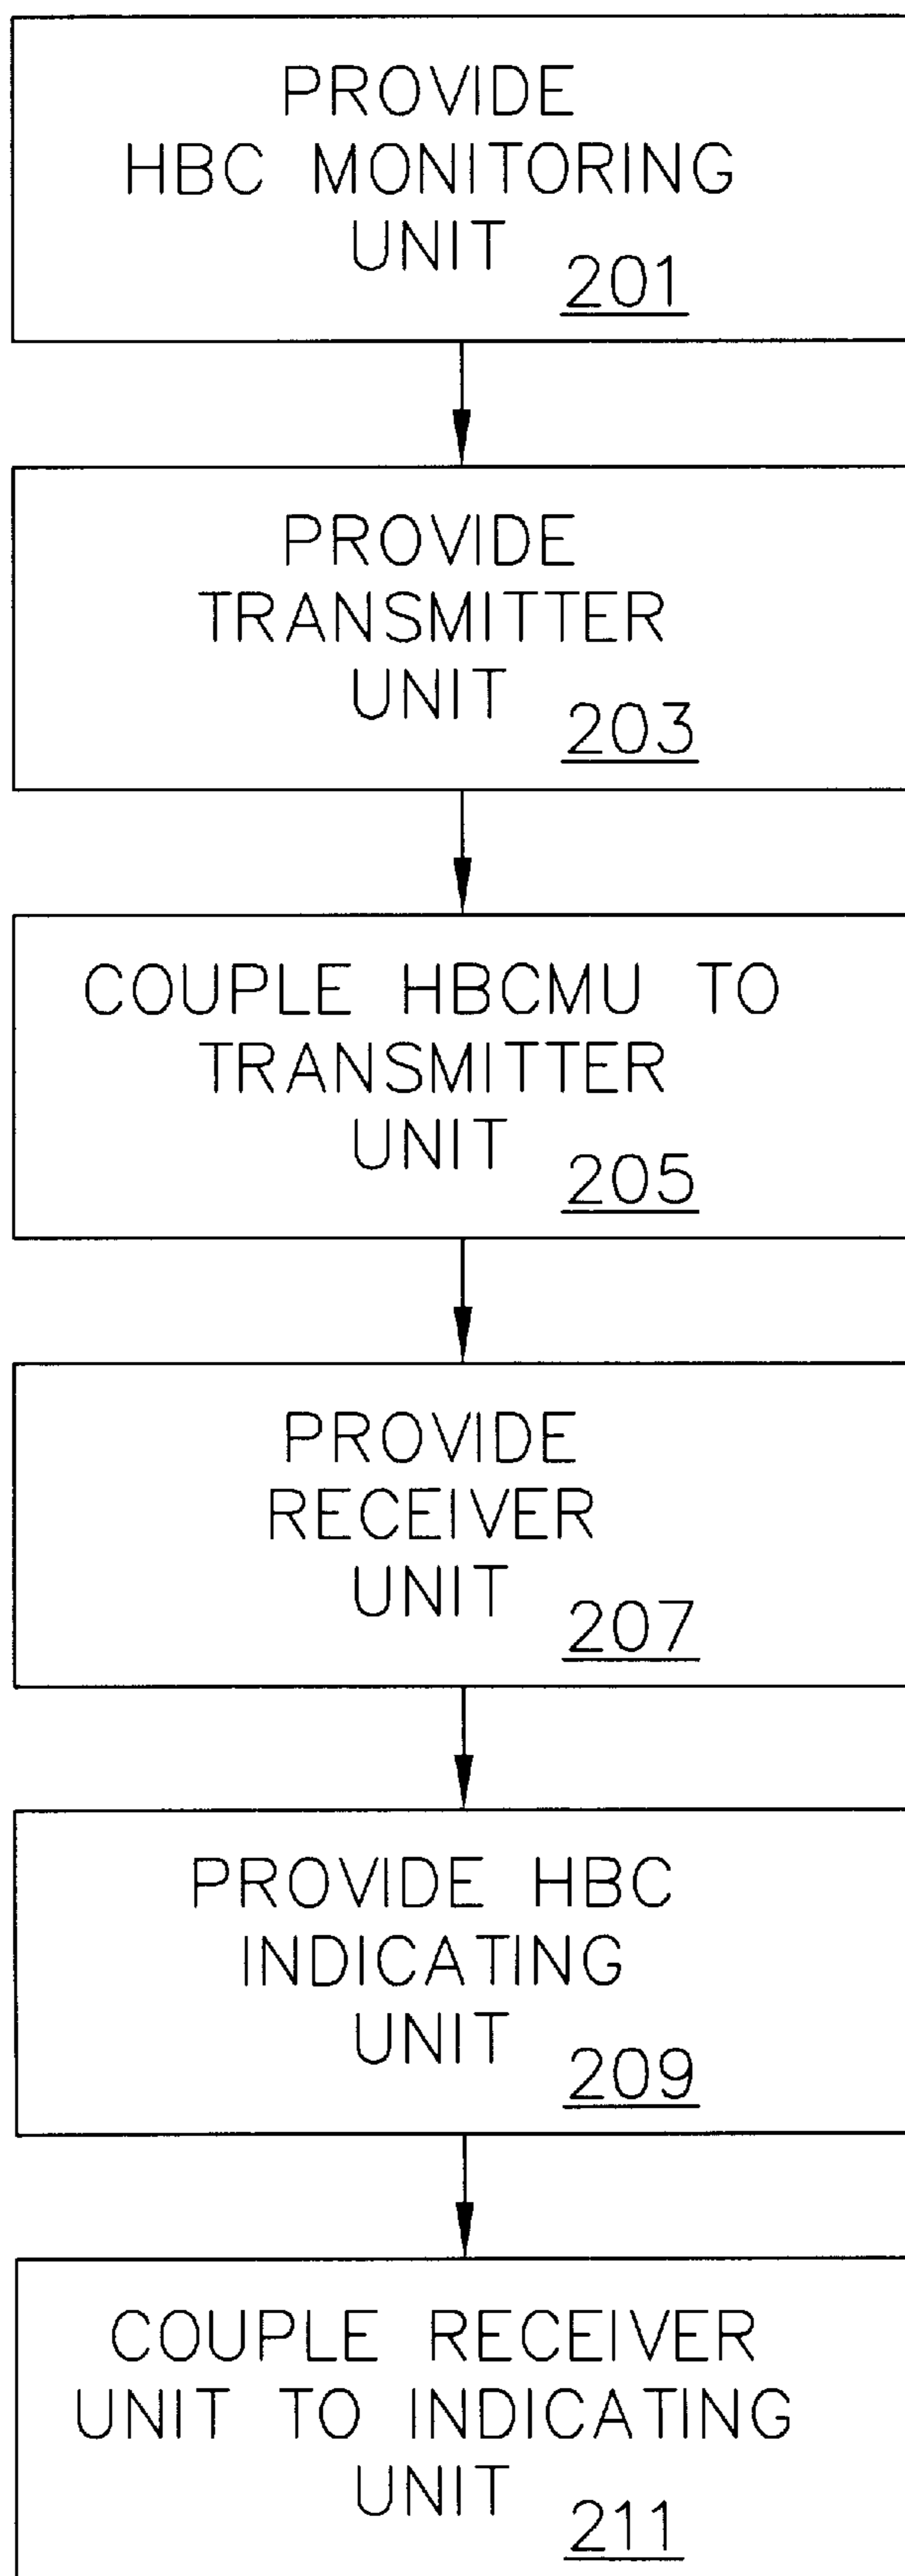 PROVIDE
HBC MONITORING
UNIT
201
PROVIDE
TRANSMITTER
UNIT
203
COUPLE HBCMU TO
TRANSMITTER
UNIT
205
PROVIDE
RECEIVER
UNIT
207
PROVIDE HBC
INDICATING
UNIT
209
COUPLE RECEIVER
UNIT TO INDICATING
UNIT
211